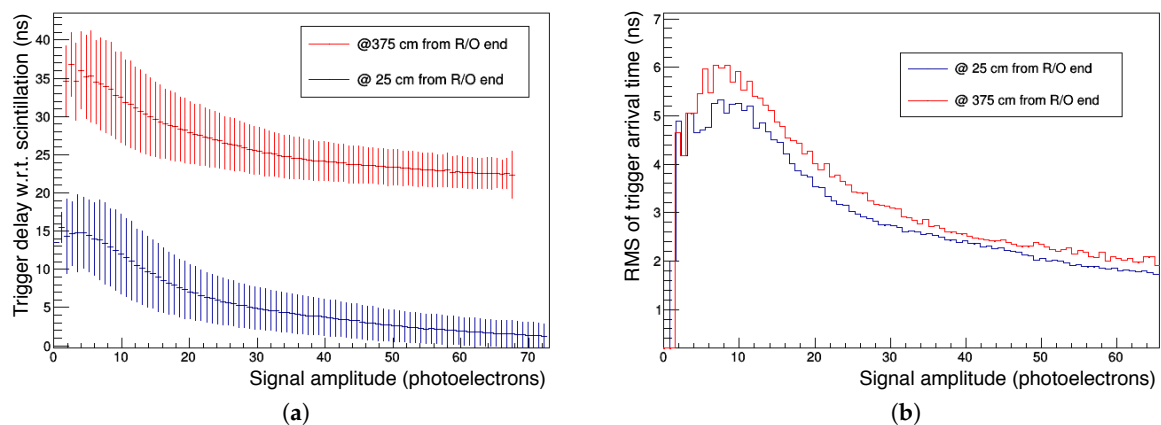 Trigger delay w.r.t. scintillation (ns)
40
35
30
25
20
15
10
5
0
@375 cm from R/O end
@ 25 cm from R/O end
0 10 20 30 40 50 60 70
Signal amplitude (photoelectrons)
(a)
RMS of trigger arrival time (ns)
7
6
5
4
3
2
1
@ 25 cm from R/O end
@ 375 cm from R/O end
0 10 20 30 40 50 60
Signal amplitude (photoelectrons)
(b)